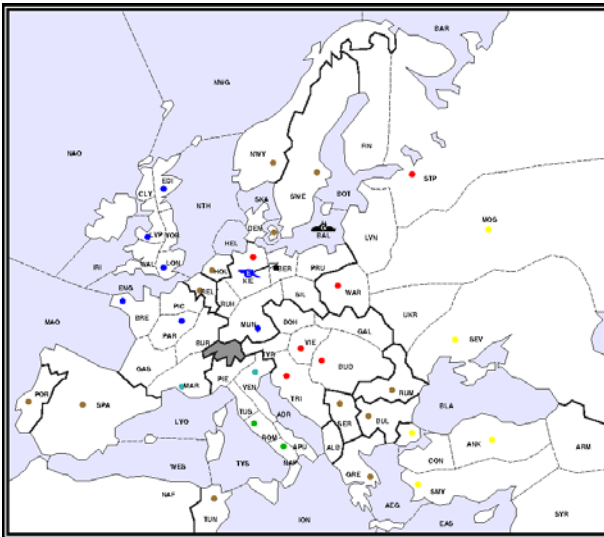 BAR
NWG
NAO
FIN
NWY
STP
EDI
CLY
SWE
BOT
SKA
MOS
NTH
DEN
LVN
LVP YOR
BAL
HEL
IRI
WAL LON
HOL
KIE
BER
PRU
ENG
BEL
RUH
SIL
WAR
PIC
UKR
MAO
BRE
MUN
BOH
GAL
PAR
BUR
VIE
SEV
GAS
TYR
BUD
VEN
MAR
PIE
TRI
RUM
POR
SPA
TUS
ADR
SER
BUL
BLA
LYO
ROM
APU
ALB
ANK
ARM
WES
TYS
NAP
CON
GRE
SMY
NAF
TUN
ION
AEG
EAS
SYR